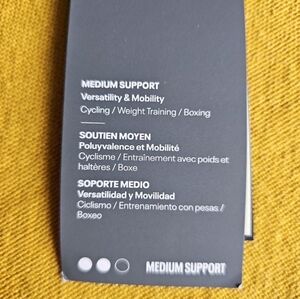 MEDIUM SUPPORT
Versatility & Mobility
Cycling / Weight Training / Boxing
SOUTIEN MOYEN
Poluyvalence et Mobilité
Cyclisme / Entraînement avec poids et
haltères / Boxe
SOPORTE MEDIO
Versatilidad y Movilidad
Ciclismo / Entrenamiento con pesas /
Boxeo
MEDIUM SUPPORT